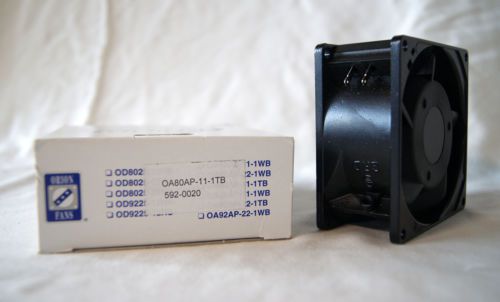 ORION
FANS
OD802 1-1WB
OD802 2-1WB
OD802 1-1TB
OD802 1-1WB
OD922 2-1TB
OA92AP-22-1WB
OA80AP-11-1TB
592-0020